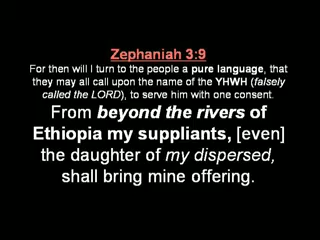 Zephaniah 3:9
For then will I turn to the people a pure language, that
they may all call upon the name of the YHWH (falsely
called the LORD), to serve him with one consent.
From beyond the rivers of
Ethiopia my suppliants, [even]
the daughter of my dispersed,
shall bring mine offering.